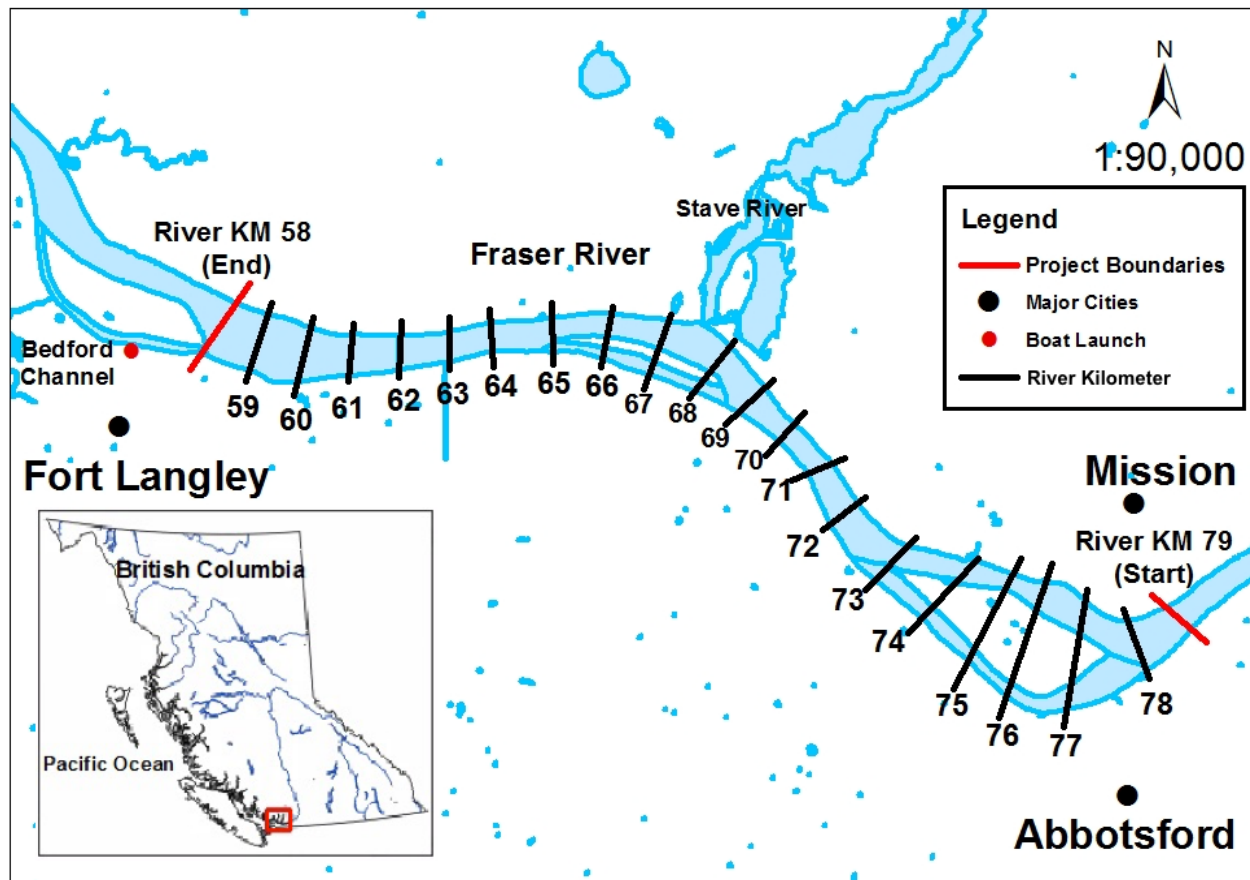 N
1:90,000
Legend
Project Boundaries
Major Cities
Boat Launch
River Kilometer
Stave River
Fraser River
River KM 58
(End)
Bedford
Channel
59
60
61
62
63
64
65
66
67
68
69
70
71
72
73
74
75
76
77
78
Fort Langley
Mission
River KM 79
(Start)
Abbotsford
British Columbia
Pacific Ocean